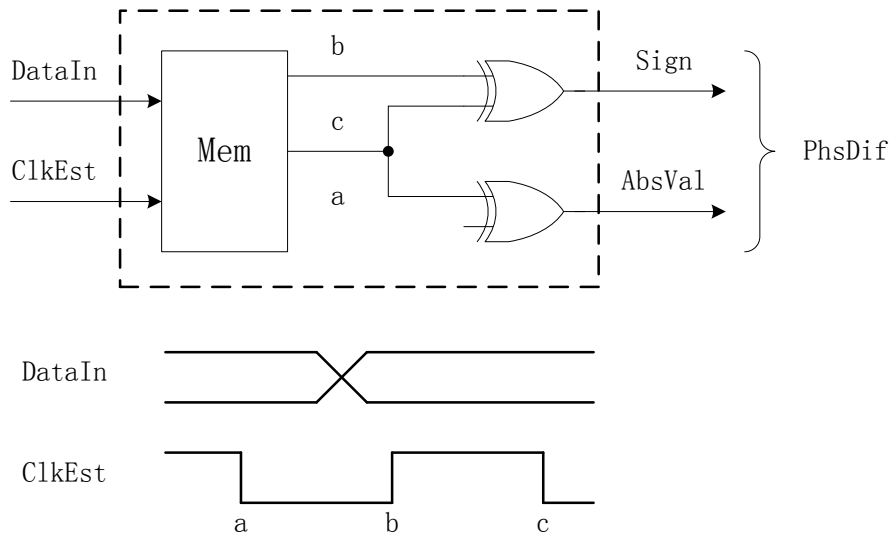 DataIn
ClkEst
Mem
b
c
a
Sign
AbsVal
PhsDif
DataIn
ClkEst
a
b
c